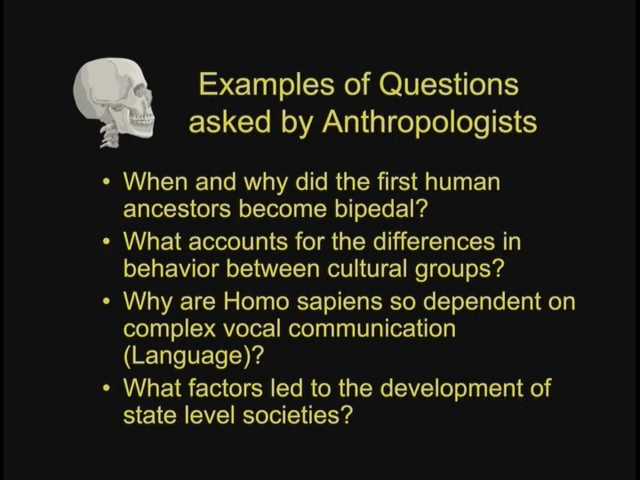 Examples of Questions
asked by Anthropologists
• When and why did the first human
ancestors become bipedal?
• What accounts for the differences in
behavior between cultural groups?
• Why are Homo sapiens so dependent on
complex vocal communication
(Language)?
• What factors led to the development of
state level societies?